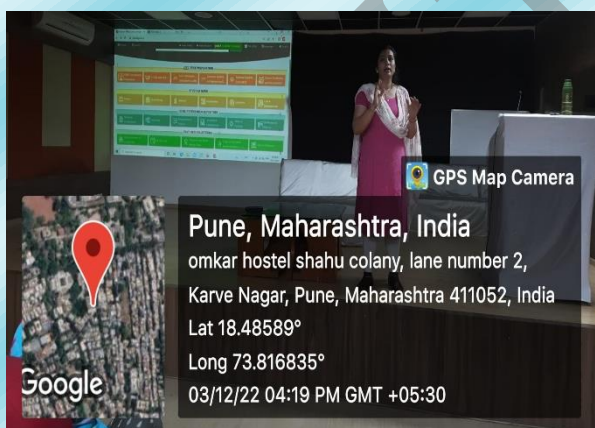 GPS Map Camera
Pune, Maharashtra, India
omkar hostel shahu colany, lane number 2,
Karve Nagar, Pune, Maharashtra 411052, India
Lat 18.48589°
Long 73.816835°
03/12/22 04:19 PM GMT +05:30
Google